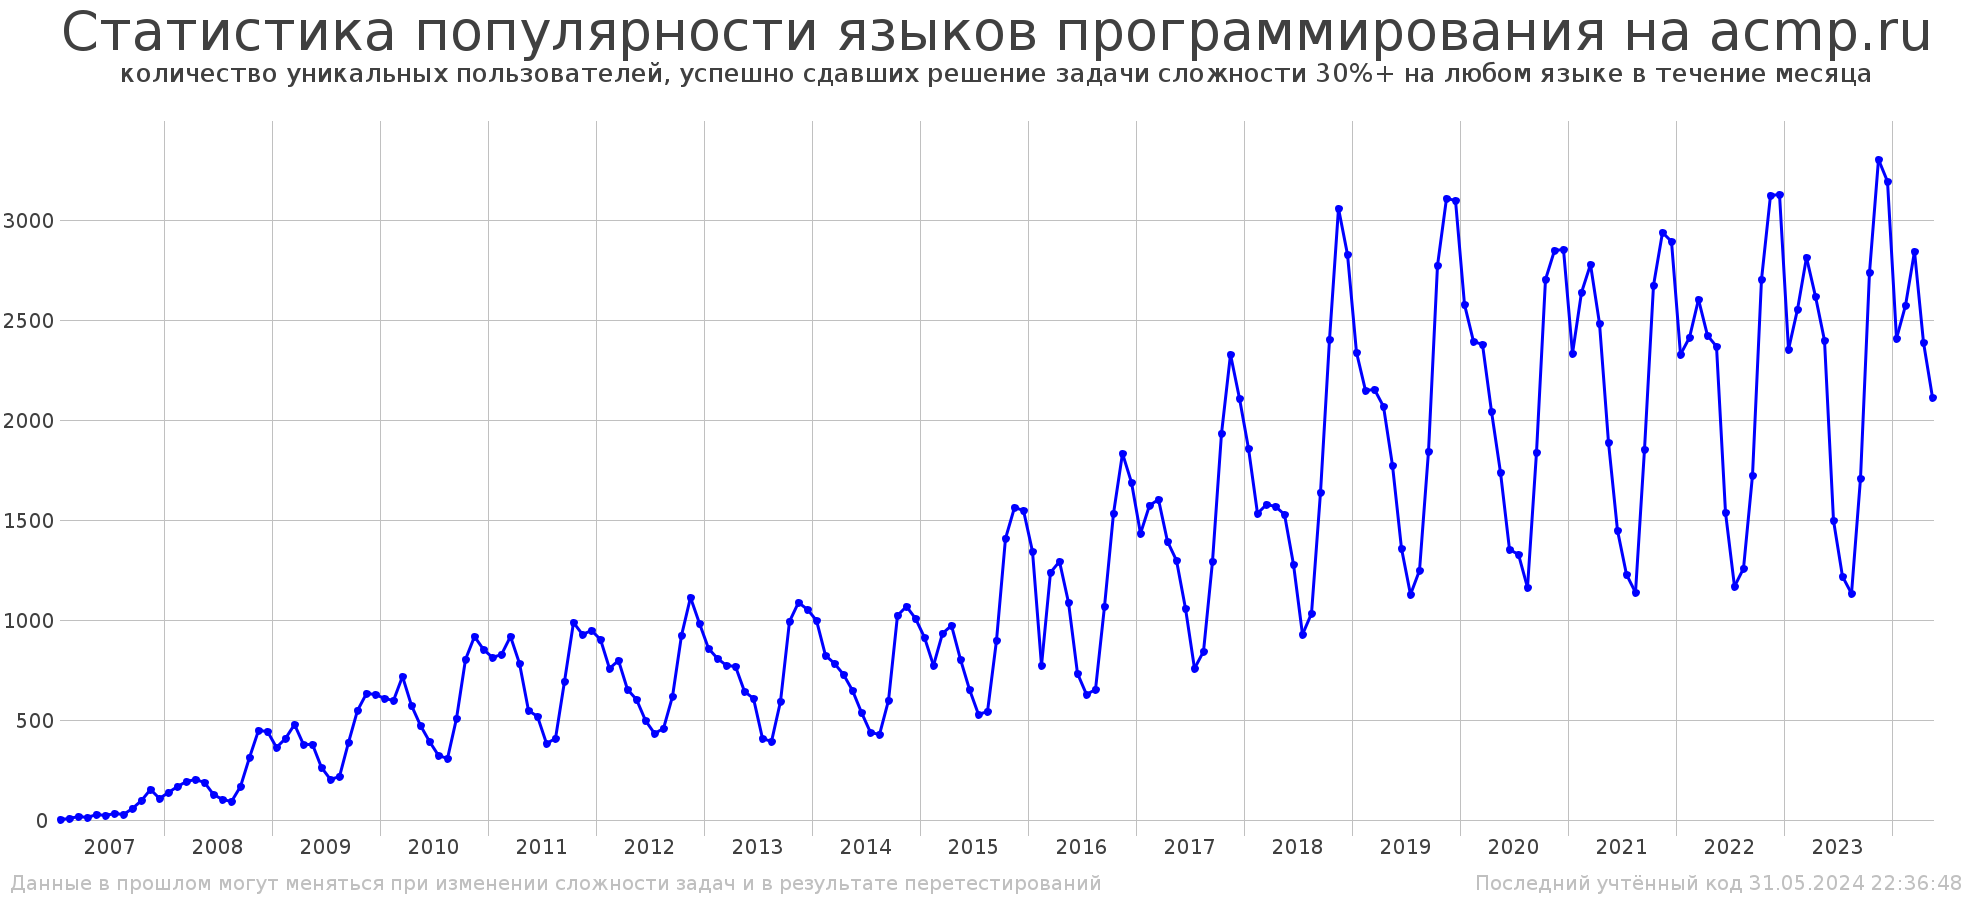 Статистика популярности языков программирования на acmp.ru
количество уникальных пользователей, успешно сдавших решение задачи сложности 30%+ на любом языке в течение месяца
3000
2500
2000
1500
1000
500
0
2007 2008 2009 2010 2011 2012 2013 2014 2015 2016 2017 2018 2019 2020 2021 2022 2023
Данные в прошлом могут меняться при изменении сложности задач и в результате перетестирований
Последний учтённый код 31.05.2024 22:36:48